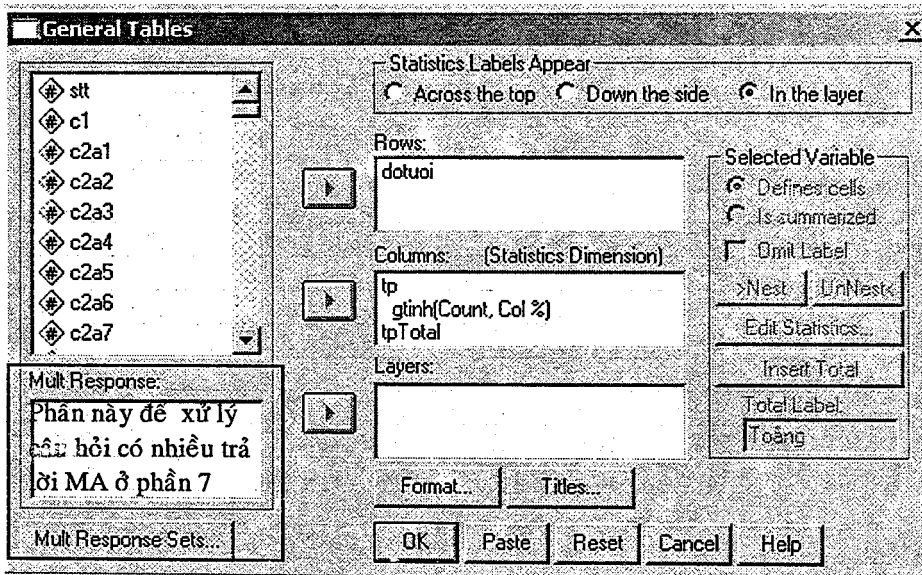 General Tables
stt
c1
c2a1
c2a2
c2a3
c2a4
c2a5
c2a6
c2a7
Mult Response:
Phần này để xử lý
câu hỏi có nhiều trả
lời MA ở phần 7
Mult Response Sets...
Statistics Labels Appear
Across the top Down the side In the layer
Rows:
dotuoi
Columns: (Statistics Dimension)
tp
gtinh(Count, Col %)
tpTotal
Layers:
Selected Variable
Defines cells
Is summarized
Omit Label
>Nest UnNest<
Edit Statistics...
Insert Total
Total Label:
Toång
Format... Titles...
OK Paste Reset Cancel Help